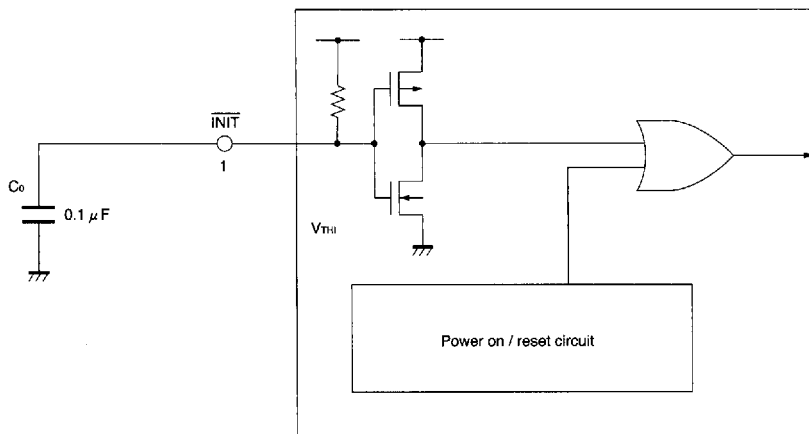 INIT
1
C₀
0.1 μF
VTHI
Power on / reset circuit